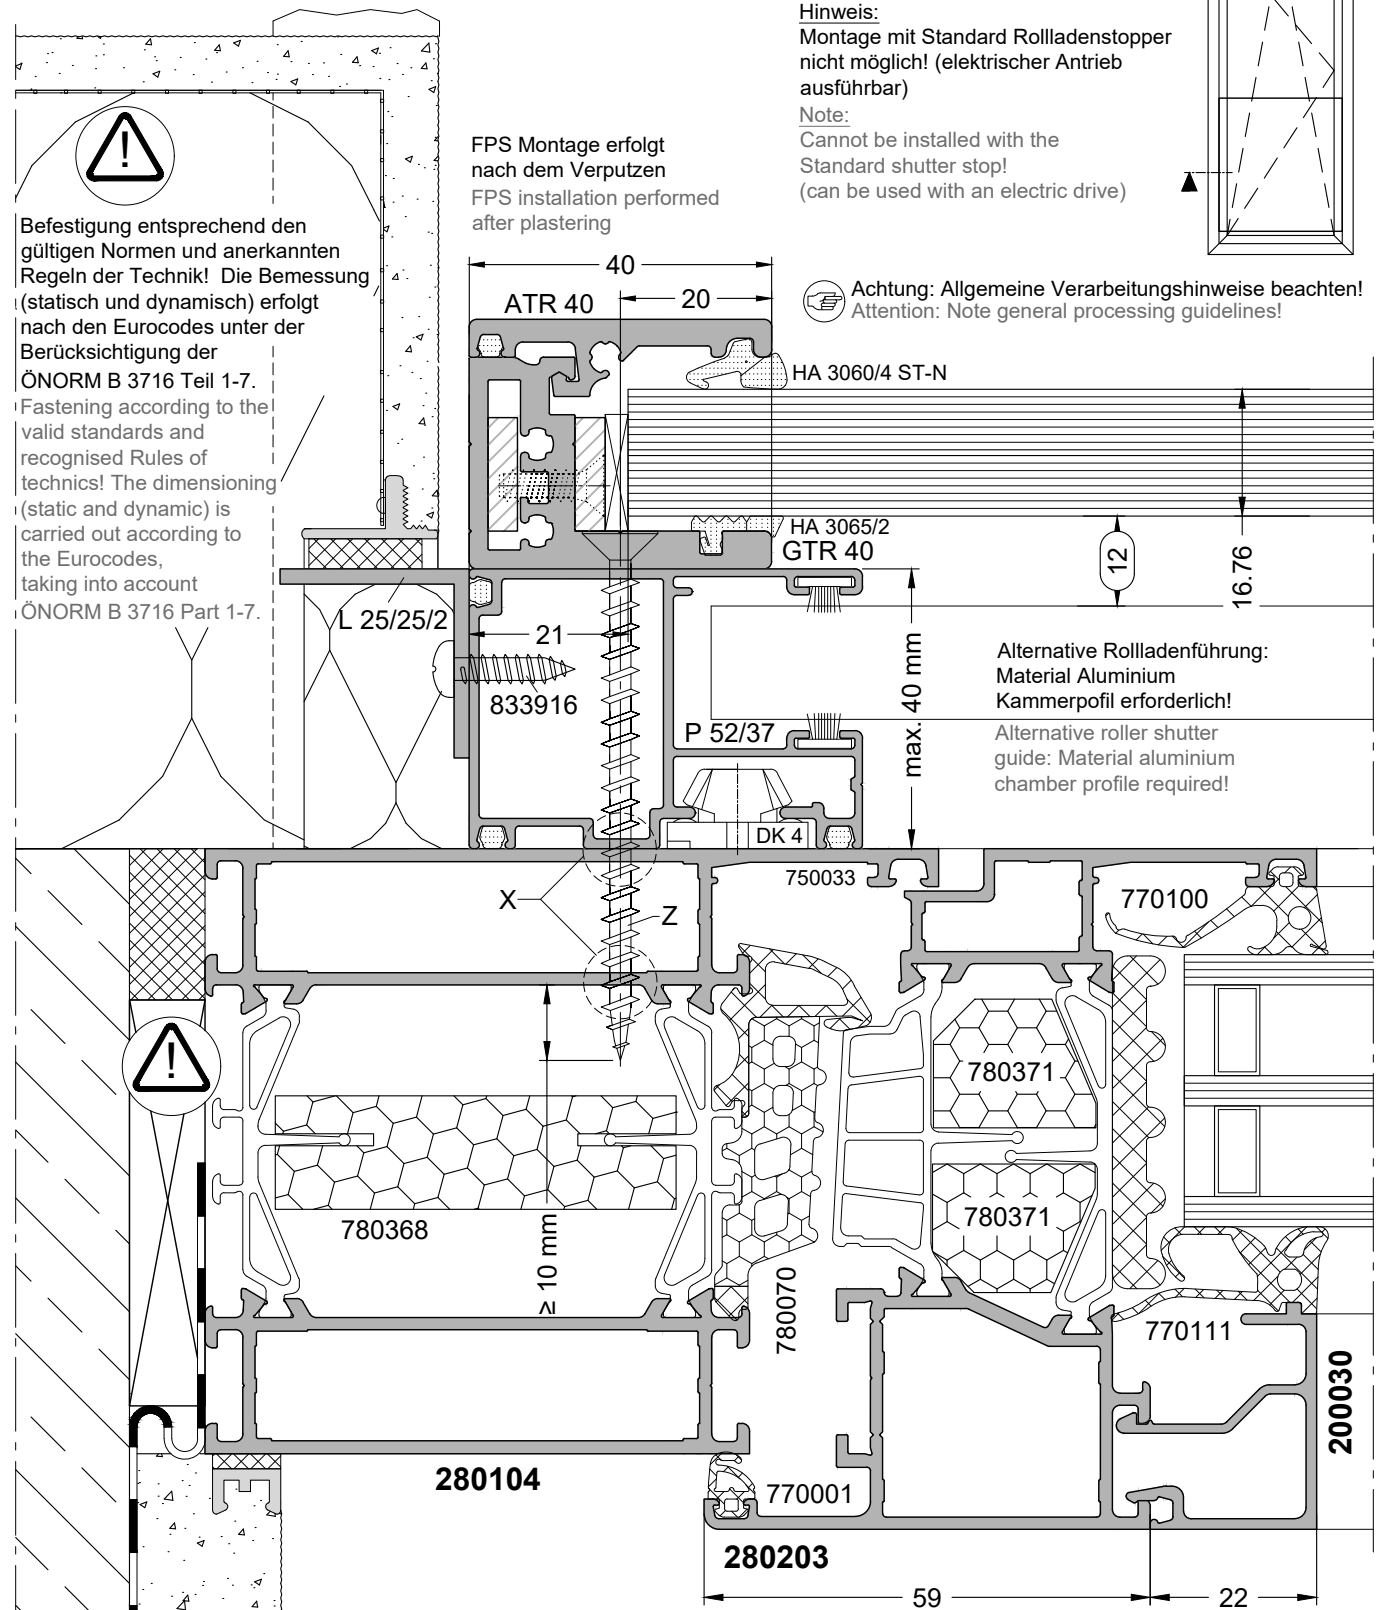 Hinweis:
Montage mit Standard Rollladenstopper
nicht möglich! (elektrischer Antrieb
ausführbar)
Note:
Cannot be installed with the
Standard shutter stop!
(can be used with an electric drive)
!
FPS Montage erfolgt
nach dem Verputzen
FPS installation performed
after plastering
Befestigung entsprechend den
gültigen Normen und anerkannten
Regeln der Technik! Die Bemessung
(statisch und dynamisch) erfolgt
nach den Eurocodes unter der
Berücksichtigung der
ÖNORM B 3716 Teil 1-7.
Fastening according to the
valid standards and
recognised Rules of
technics! The dimensioning
(static and dynamic) is
carried out according to
the Eurocodes,
taking into account
ÖNORM B 3716 Part 1-7.
40
ATR 40
20
Achtung: Allgemeine Verarbeitungshinweise beachten!
Attention: Note general processing guidelines!
HA 3060/4 ST-N
HA 3065/2
GTR 40
12
16.76
L 25/25/2
21
833916
P 52/37
max. 40 mm
Alternative Rollladenführung:
Material Aluminium
Kammerpofil erforderlich!
Alternative roller shutter
guide: Material aluminium
chamber profile required!
DK 4
750033
770100
X
Z
!
780371
780371
780368
≥ 10 mm
780070
770111
200030
280104
770001
280203
59
22